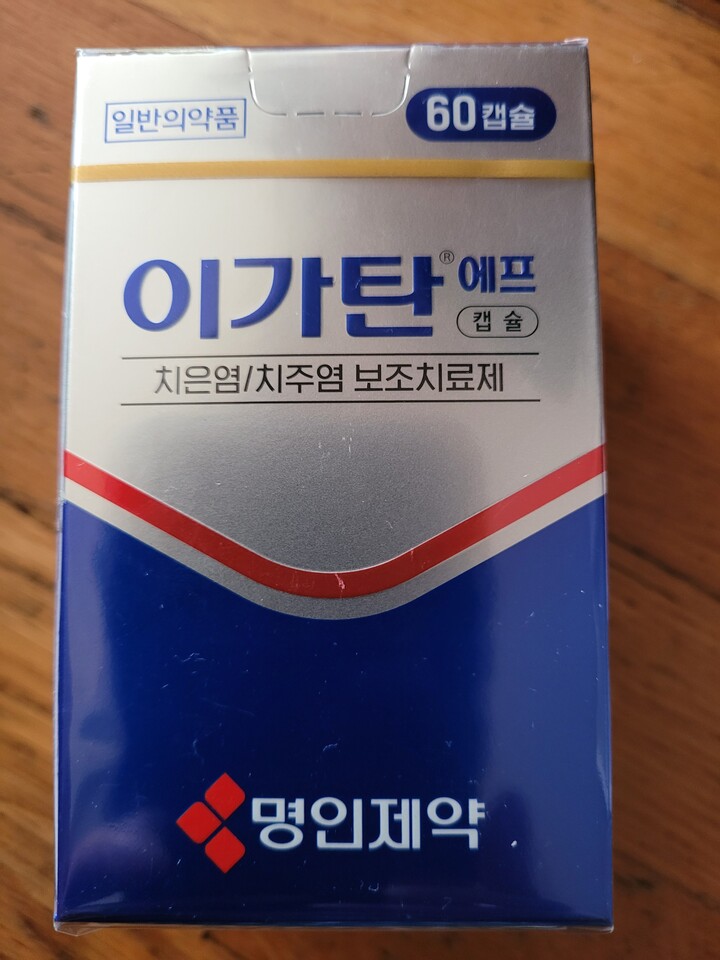 일반의약품
60캡슐
이가탄® 에프
캡슐
치은염/치주염 보조치료제
명인제약